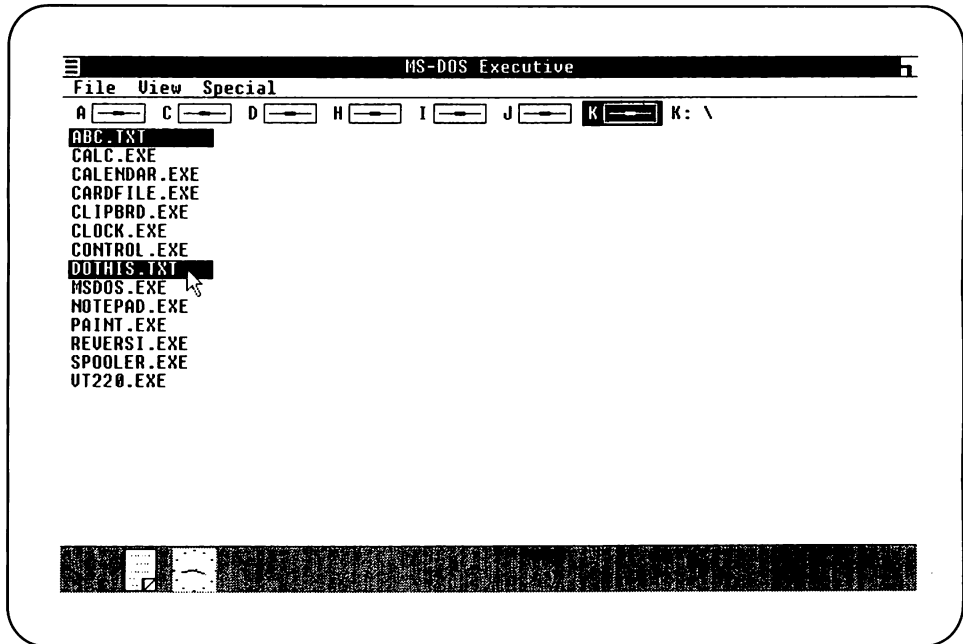 MS-DOS Executive
File View Special
A C D H I J K K: \
ABC.TXT
CALC.EXE
CALENDAR.EXE
CARDFILE.EXE
CLIPBRD.EXE
CLOCK.EXE
CONTROL.EXE
DOTHIS.TXT
MSDOS.EXE
NOTEPAD.EXE
PAINT.EXE
REVERSI.EXE
SPOOLER.EXE
VT220.EXE